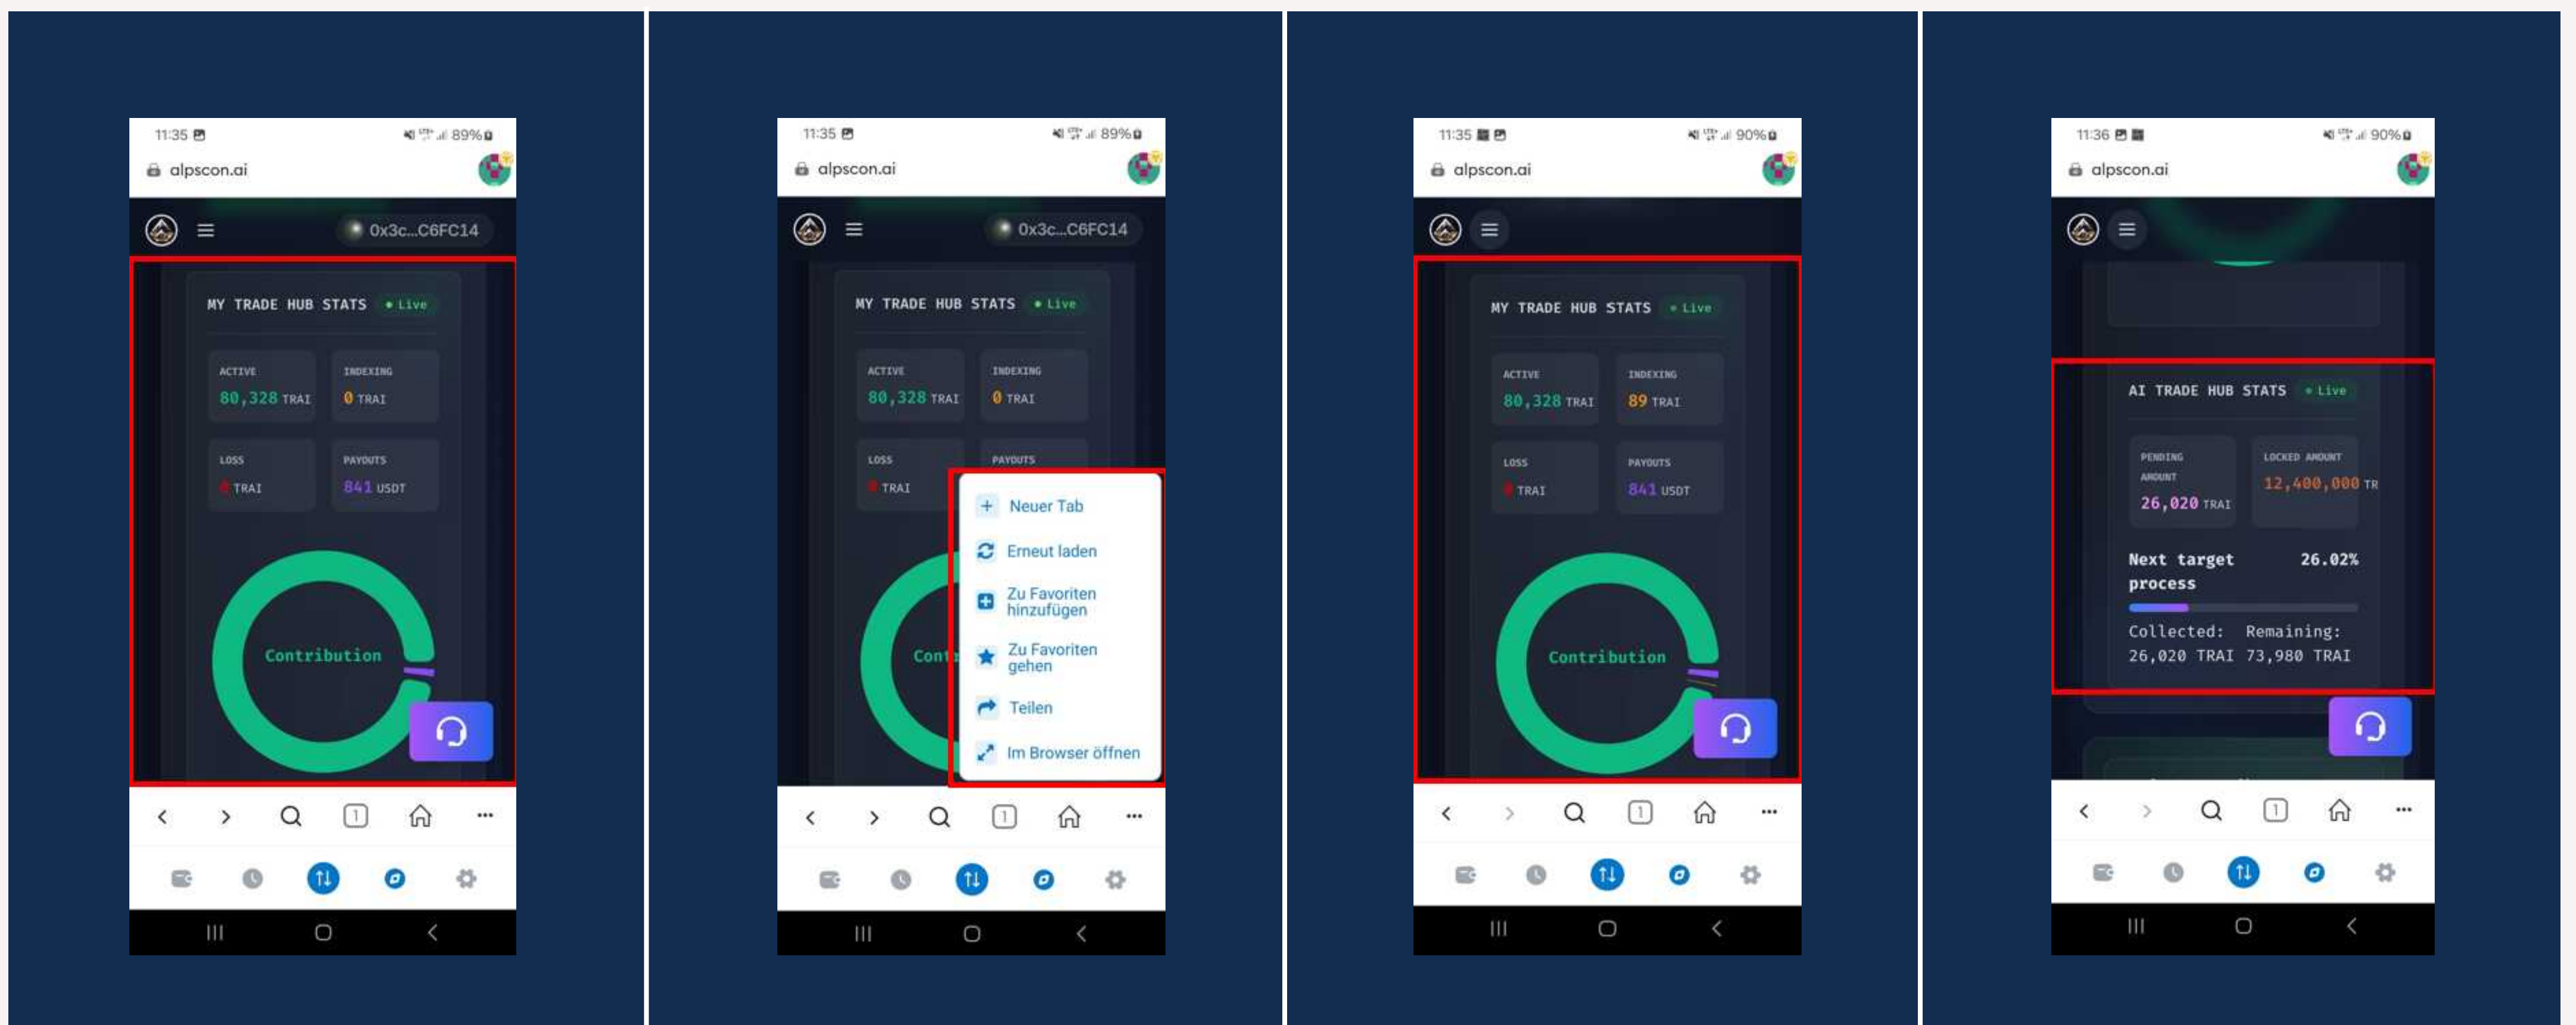 11:35
89%
alpscon.ai
0x3c...C6FC14
MY TRADE HUB STATS
Live
ACTIVE
80,328 TRAI
INDEXING
0 TRAI
LOSS
TRAI
PAYOUTS
841 USDT
Contribution
1
11:35
89%
alpscon.ai
0x3c...C6FC14
MY TRADE HUB STATS
Live
ACTIVE
80,328 TRAI
INDEXING
0 TRAI
LOSS
TRAI
PAYOUTS
Cont
Neuer Tab
Erneut laden
Zu Favoriten
hinzufügen
Zu Favoriten
gehen
Teilen
Im Browser öffnen
1
11:35
90%
alpscon.ai
MY TRADE HUB STATS
Live
ACTIVE
80,328 TRAI
INDEXING
89 TRAI
LOSS
TRAI
PAYOUTS
841 USDT
Contribution
1
11:36
90%
alpscon.ai
AI TRADE HUB STATS
Live
PENDING
AMOUNT
26,020 TRAI
LOCKED AMOUNT
12,400,000 TR
Next target
process
26.02%
Collected:
26,020 TRAI
Remaining:
73,980 TRAI
1